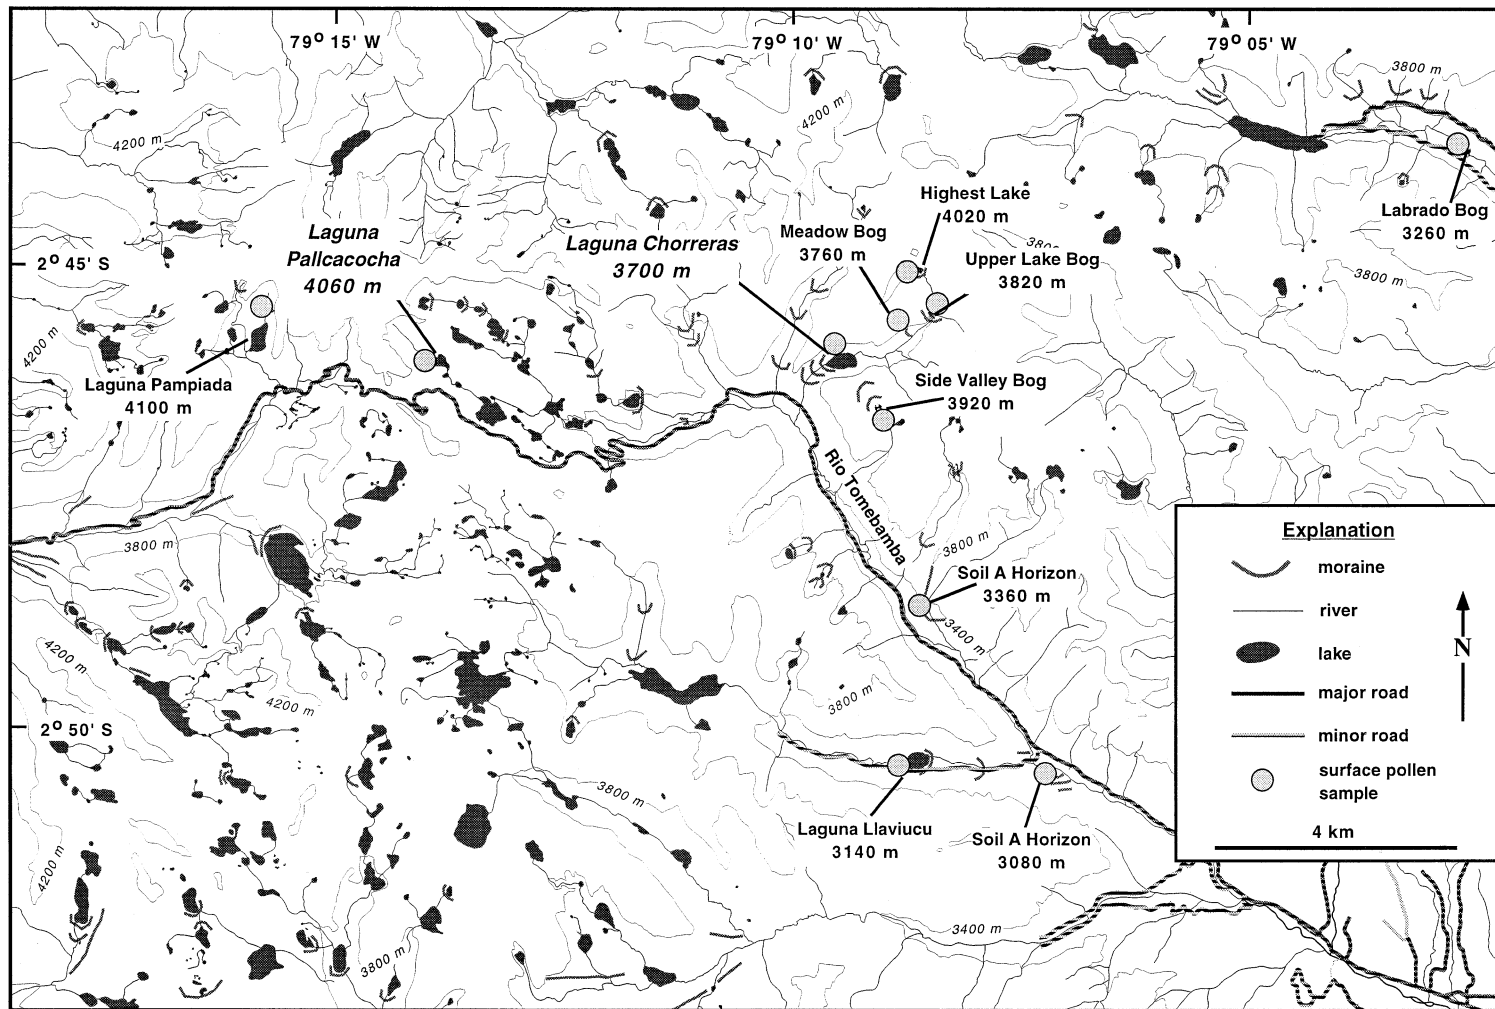 79° 15' W
79° 10' W
79° 05' W
3800 m
4200 m
4200 m
Highest Lake
4020 m
Labrado Bog
3260 m
Laguna
Pallcacocha
4060 m
Laguna Chorreras
3700 m
Meadow Bog
3760 m
380
Upper Lake Bog
3820 m
2° 45' S
3800 m
4200 m
Laguna Pampiada
4100 m
Side Valley Bog
3920 m
Rio Tomebamba
3800 m
3800 m
Soil A Horizon
3360 m
3400 m
4200 m
4200 m
3800 m
2° 50' S
3800 m
Laguna Llaviucu
3140 m
Soil A Horizon
3080 m
4200 m
3400 m
3800 m
Explanation
moraine
river
lake
major road
minor road
surface pollen
sample
4 km
N